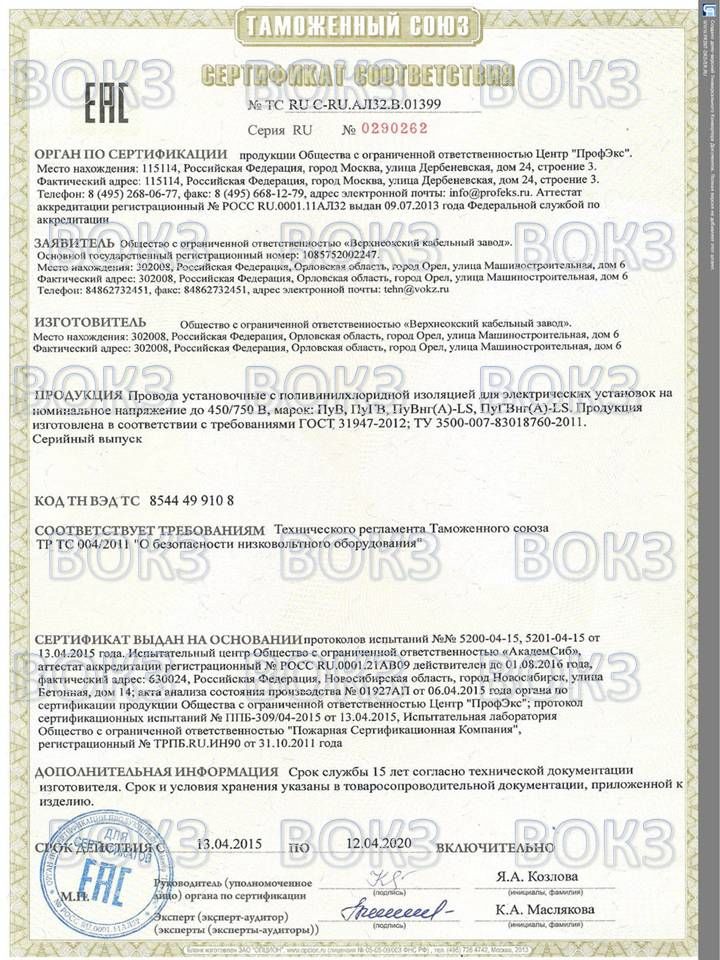 ТАМОЖЕННЫЙ СОЮЗ
СЕРТИФИКАТ СООТВЕТСТВИЯ
EAC
№ ТС RU C-RU.АЛ32.В.01399
Серия RU № 0290262
ОРГАН ПО СЕРТИФИКАЦИИ продукции Общества с ограниченной ответственностью Центр "ПрофЭкс".
Место нахождения: 115114, Российская Федерация, город Москва, улица Дербеневская, дом 24, строение 3.
Фактический адрес: 115114, Российская Федерация, город Москва, улица Дербеневская, дом 24, строение 3.
Телефон: 8 (495) 268-06-77, факс: 8 (495) 668-12-79, адрес электронной почты: info@profeks.ru. Аттестат
аккредитации регистрационный № РОСС RU.0001.11АЛ32 выдан 09.07.2013 года Федеральной службой по
аккредитации
ЗАЯВИТЕЛЬ Общество с ограниченной ответственностью «Верхнеокский кабельный завод».
Основной государственный регистрационный номер: 1085752002247.
Место нахождения: 302008, Российская Федерация, Орловская область, город Орел, улица Машиностроительная, дом 6
Фактический адрес: 302008, Российская Федерация, Орловская область, город Орел, улица Машиностроительная, дом 6
Телефон: 84862732451, факс: 84862732451, адрес электронной почты: tehn@vokz.ru
ИЗГОТОВИТЕЛЬ Общество с ограниченной ответственностью «Верхнеокский кабельный завод».
Место нахождения: 302008, Российская Федерация, Орловская область, город Орел, улица Машиностроительная, дом 6
Фактический адрес: 302008, Российская Федерация, Орловская область, город Орел, улица Машиностроительная, дом 6
ПРОДУКЦИЯ Провода установочные с поливинилхлоридной изоляцией для электрических установок на
номинальное напряжение до 450/750 В, марок: ПуВ, ПуГВ, ПуВнг(А)-LS, ПуГВнг(А)-LS. Продукция
изготовлена в соответствии с требованиями ГОСТ 31947-2012; ТУ 3500-007-83018760-2011.
Серийный выпуск
КОД ТН ВЭД ТС 8544 49 910 8
СООТВЕТСТВУЕТ ТРЕБОВАНИЯМ Технического регламента Таможенного союза
ТР ТС 004/2011 "О безопасности низковольтного оборудования"
СЕРТИФИКАТ ВЫДАН НА ОСНОВАНИИ протоколов испытаний №№ 5200-04-15, 5201-04-15 от
13.04.2015 года. Испытательный центр Общество с ограниченной ответственностью «АкадемСиб»,
аттестат аккредитации регистрационный № РОСС RU.0001.21АВ09 действителен до 01.08.2016 года,
фактический адрес: 630024, Российская Федерация, Новосибирская область, город Новосибирск, улица
Бетонная, дом 14; акта анализа состояния производства № 01927АП от 06.04.2015 года органа по
сертификации продукции Общества с ограниченной ответственностью Центр "ПрофЭкс"; протокол
сертификационных испытаний № ППБ-309/04-2015 от 13.04.2015, Испытательная лаборатория
Общество с ограниченной ответственностью "Пожарная Сертификационная Компания",
регистрационный № ТРПБ.RU.ИН90 от 31.10.2011 года
ДОПОЛНИТЕЛЬНАЯ ИНФОРМАЦИЯ Срок службы 15 лет согласно технической документации
изготовителя. Срок и условия хранения указаны в товаросопроводительной документации, приложенной к
изделию.
СРОК ДЕЙСТВИЯ С 13.04.2015 ПО 12.04.2020 ВКЛЮЧИТЕЛЬНО
ДЛЯ СЕРТИФИКАТОВ
EAC
М.П.
Руководитель (уполномоченное
лицо) органа по сертификации
(подпись)
Я.А. Козлова
(инициалы, фамилия)
Эксперт (эксперт-аудитор)
(эксперты (эксперты-аудиторы))
(подпись)
К.А. Маслякова
(инициалы, фамилия)
ВОКЗ